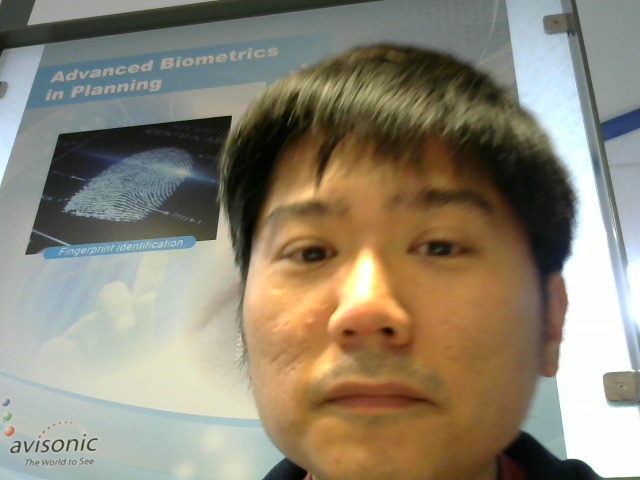 Advanced Biometrics
in Planning
Fingerprint identification
avisonic
The World to See